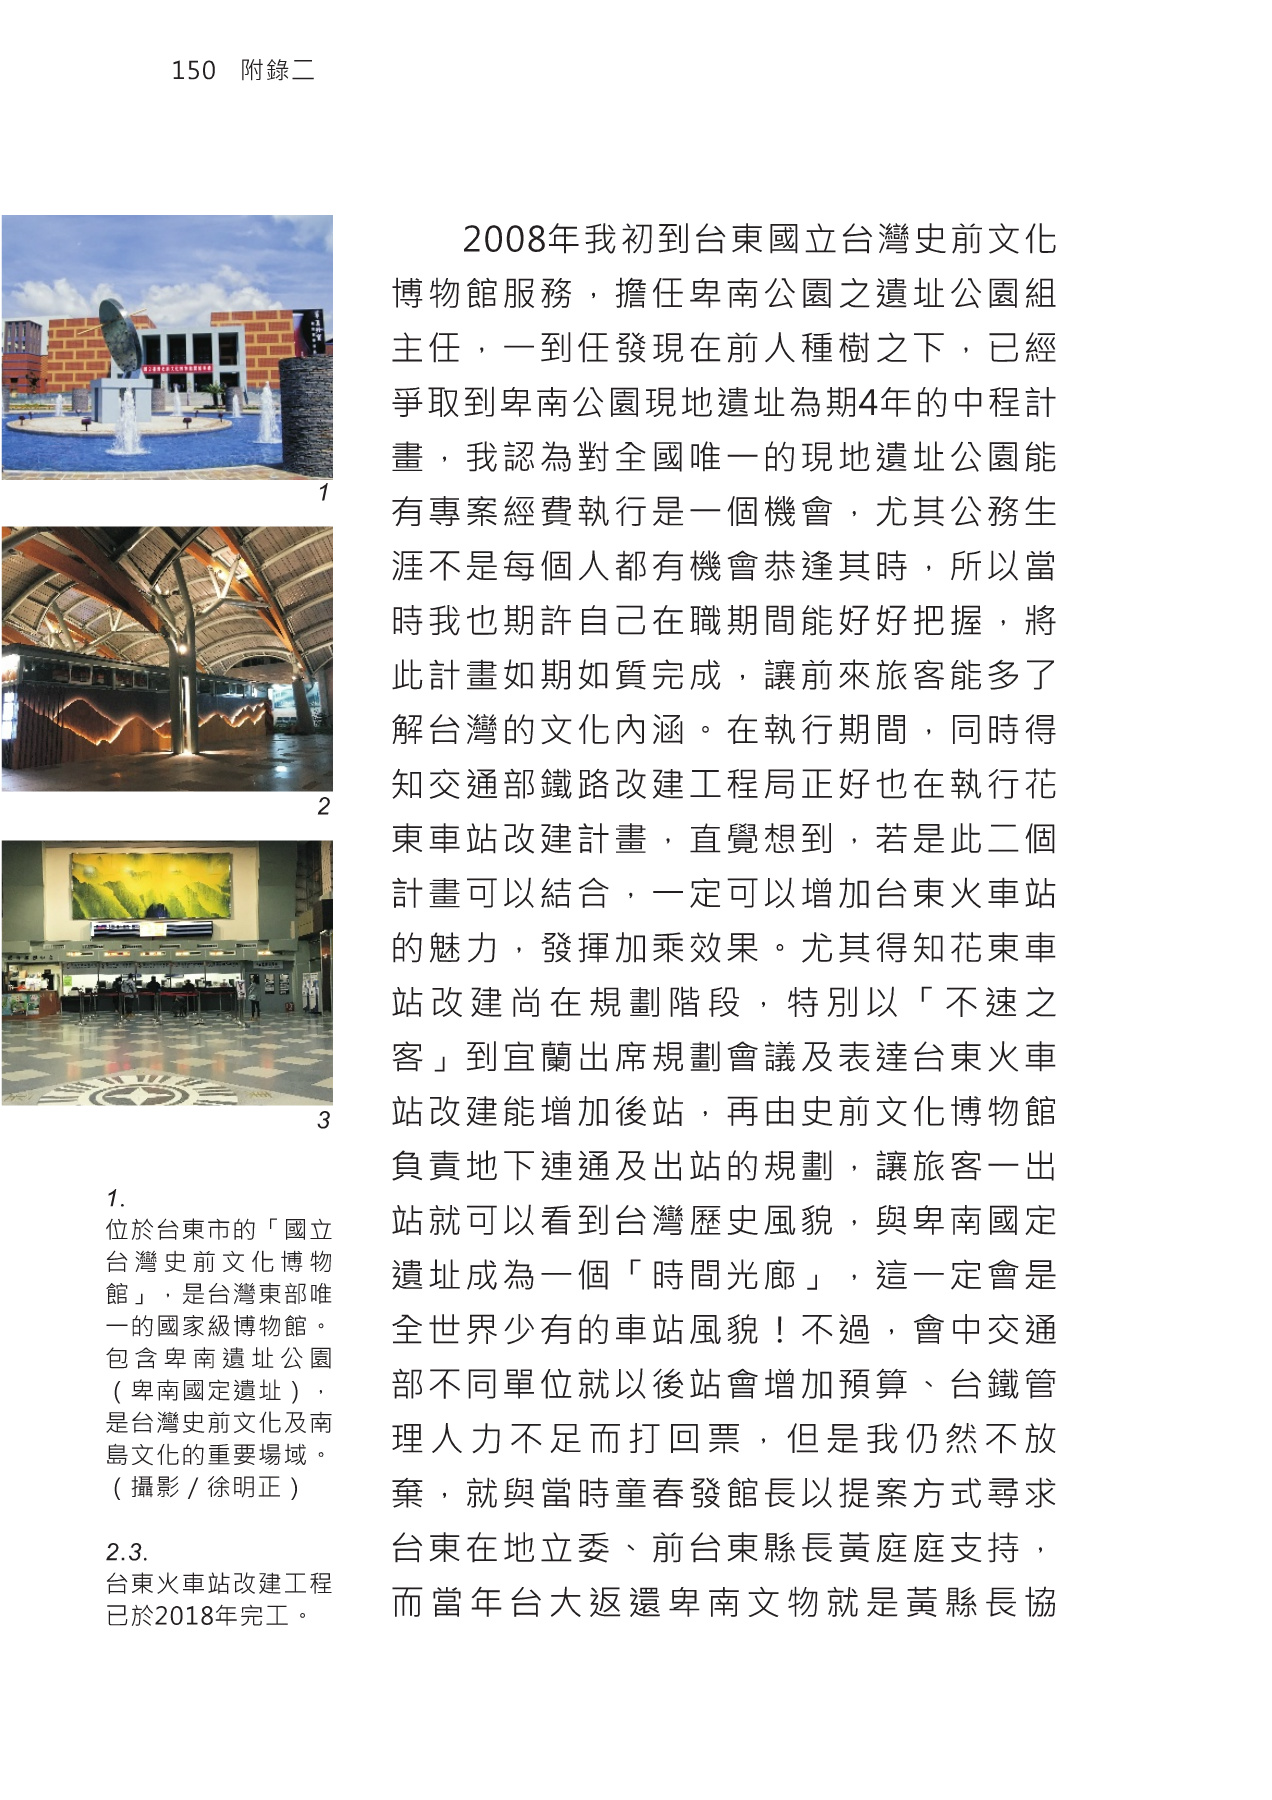 150 附錄二
2008年我初到台東國立台灣史前文化
博物館服務，擔任卑南公園之遺址公園組
主任，一到任發現在前人種樹之下，已經
爭取到卑南公園現地遺址為期4年的中程計
畫，我認為對全國唯一的現地遺址公園能
有專案經費執行是一個機會，尤其公務生
涯不是每個人都有機會恭逢其時，所以當
時我也期許自己在職期間能好好把握，將
此計畫如期如質完成，讓前來旅客能多了
解台灣的文化內涵。在執行期間，同時得
知交通部鐵路改建工程局正好也在執行花
東車站改建計畫，直覺想到，若是此二個
計畫可以結合，一定可以增加台東火車站
的魅力，發揮加乘效果。尤其得知花東車
站改建尚在規劃階段，特別以「不速之
客」到宜蘭出席規劃會議及表達台東火車
站改建能增加後站，再由史前文化博物館
負責地下連通及出站的規劃，讓旅客一出
站就可以看到台灣歷史風貌，與卑南國定
遺址成為一個「時間光廊」，這一定會是
全世界少有的車站風貌！不過，會中交通
部不同單位就以後站會增加預算、台鐵管
理人力不足而打回票，但是我仍然不放
棄，就與當時童春發館長以提案方式尋求
台東在地立委、前台東縣長黃庭庭支持，
而當年台大返還卑南文物就是黃縣長協
1
2
3
1.
位於台東市的「國立
台灣史前文化博物
館」，是台灣東部唯
一的國家級博物館。
包含卑南遺址公園
（卑南國定遺址），
是台灣史前文化及南
島文化的重要場域。
（攝影／徐明正）
2.3.
台東火車站改建工程
已於2018年完工。